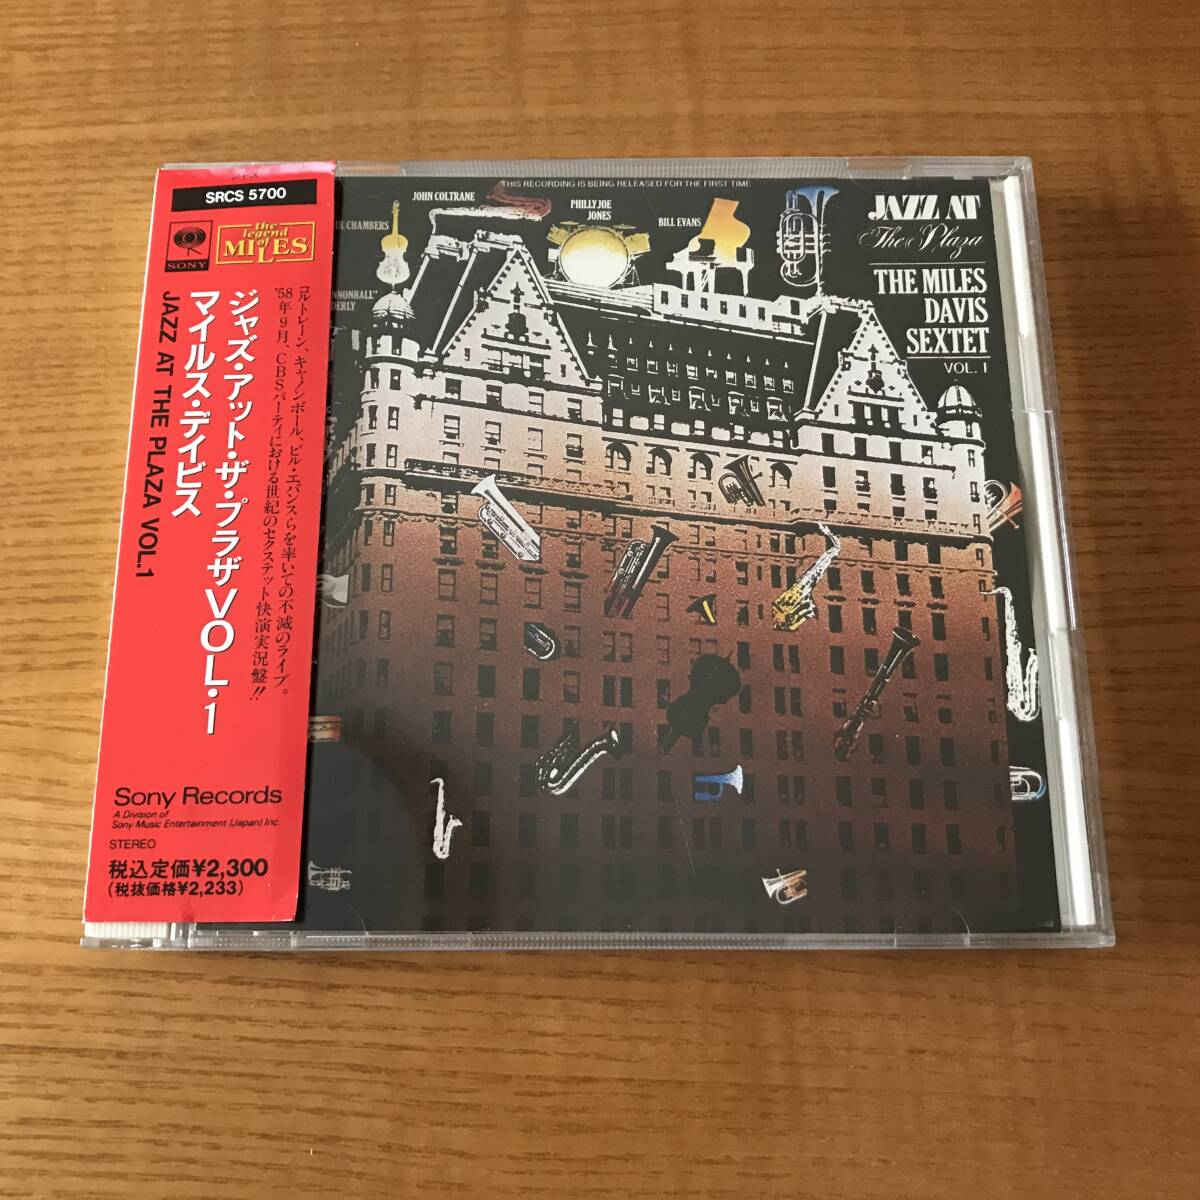 ジャズ
SRCS 5700
SONY
the legend of MILES
コルトレーン、キャノンボール、ビル・エバンスらを率いての不滅のライブ。
'58年9月、CBSパーティにおける世紀のセクステット快演実況盤!!
ジャズ・アット・ザ・プラザVOL・1
マイルス・デイビス
JAZZ AT THE PLAZA VOL.1
Sony Records
A Division of
Sony Music Entertainment (Japan) Inc.
STEREO
税込定価¥2,300
(税抜価格¥2,233)
THIS RECORDING IS BEING RELEASED FOR THE FIRST TIME
JOHN COLTRANE
PHILLY JOE
JONES
BILL EVANS
UL CHAMBERS
NNONBALL"
DERLY
JAZZ AT
The Plaza
THE MILES
DAVIS
SEXTET
VOL. 1